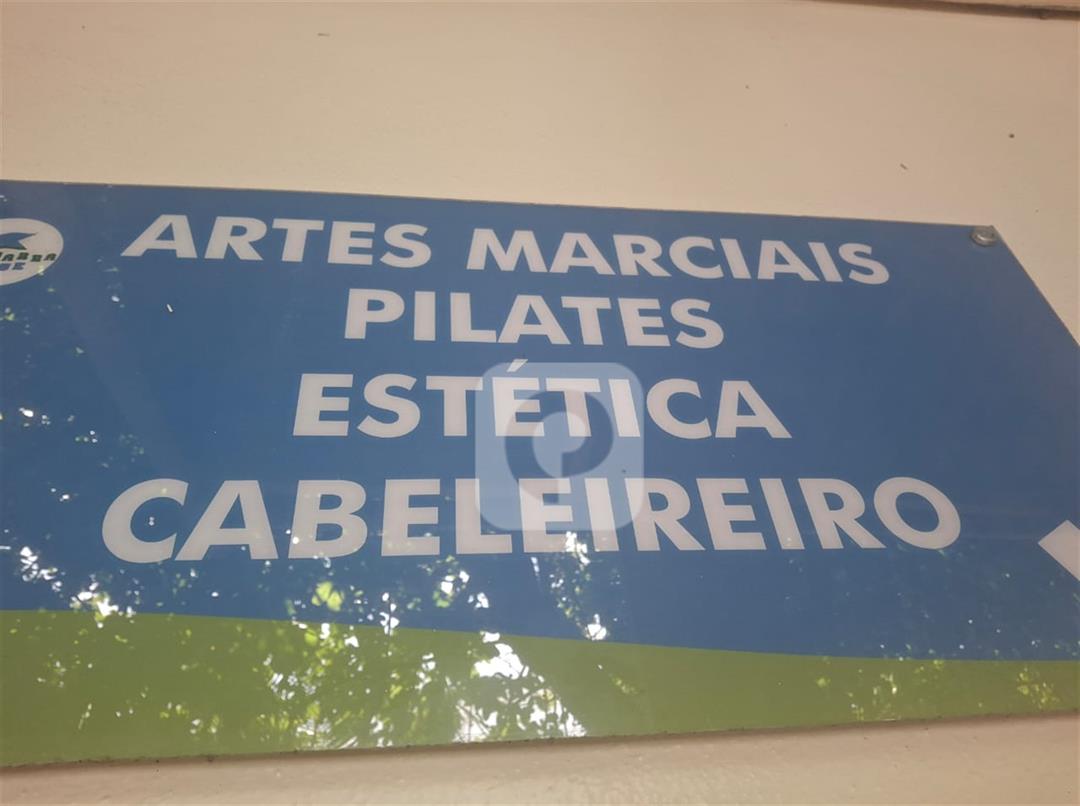 ARTES MARCIAIS
PILATES
ESTÉTICA
CABELEIREIRO